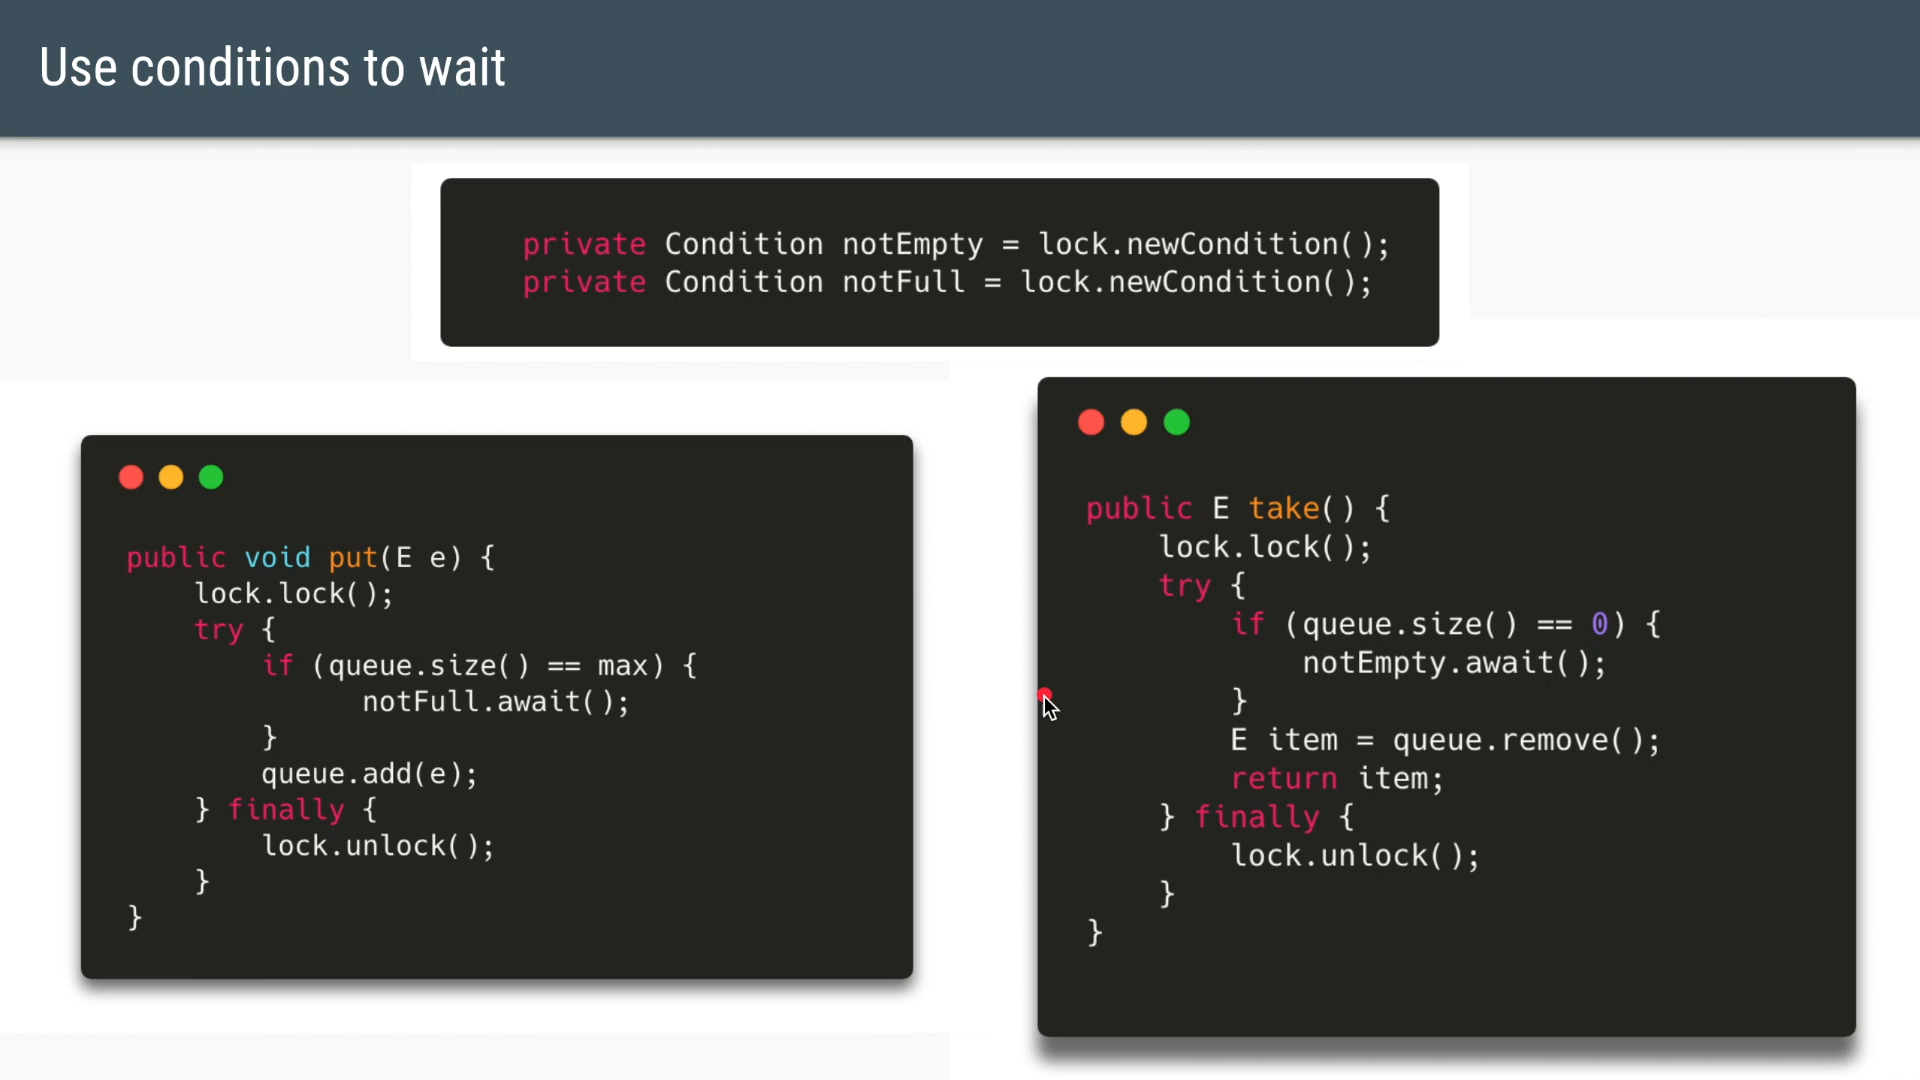 Use conditions to wait
private Condition notEmpty = lock.newCondition();
private Condition notFull = lock.newCondition();
public void put(E e) {
lock.lock();
try {
if (queue.size() == max) {
notFull.await();
}
queue.add(e);
} finally {
lock.unlock();
}
}
public E take() {
lock.lock();
try {
if (queue.size() == 0) {
notEmpty.await();
}
E item = queue.remove();
return item;
} finally {
lock.unlock();
}
}